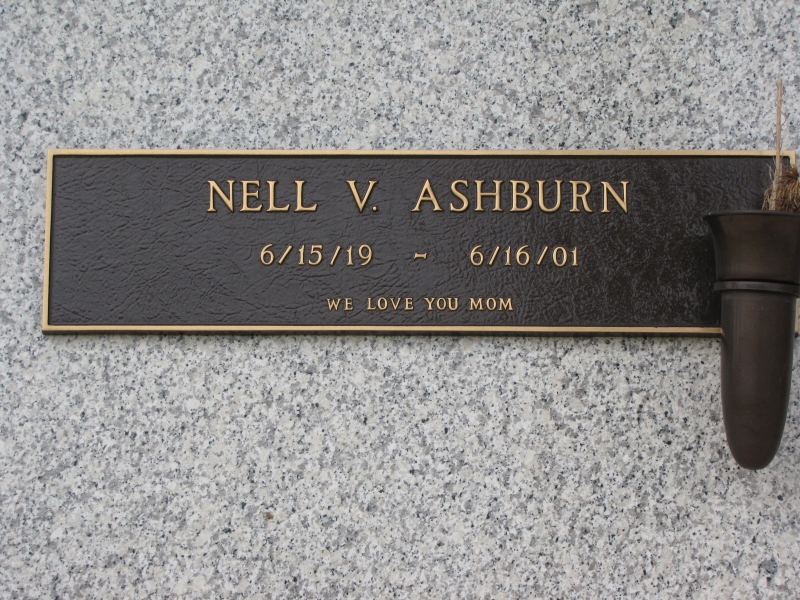 NELL V. ASHBURN
6/15/19 - 6/16/01
WE LOVE YOU MOM